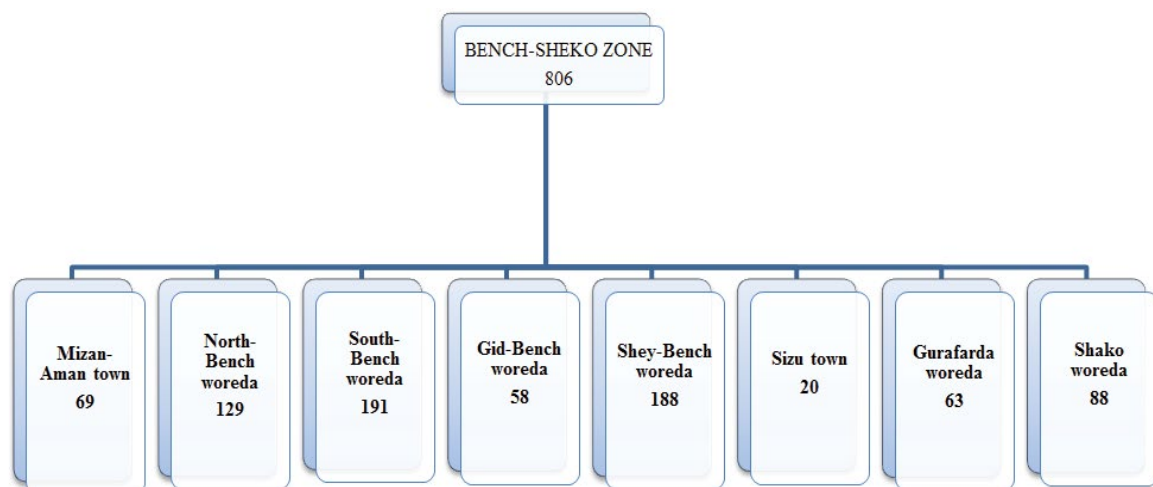 BENCH-SHEKO ZONE
806
Mizan-
Aman town
69
North-
Bench
woreda
129
South-
Bench
woreda
191
Gid-Bench
woreda
58
Shey-Bench
woreda
188
Sizu town
20
Gurafarda
woreda
63
Shako
woreda
88